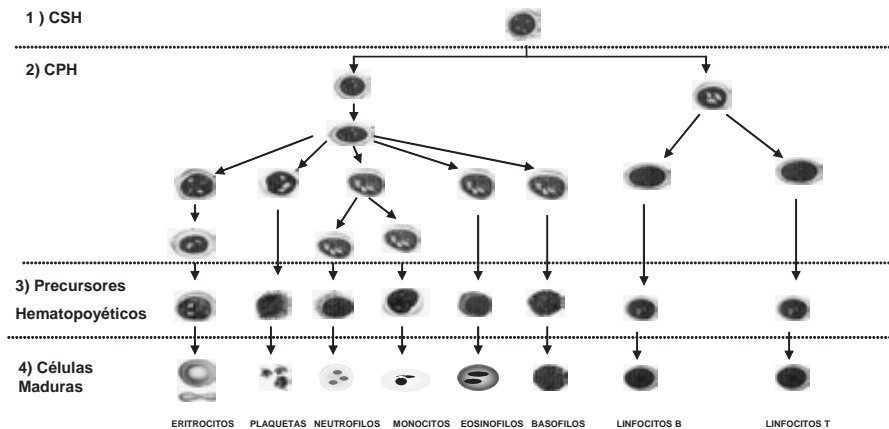 1 ) CSH
2) CPH
3) Precursores
Hematopoyéticos
4) Células
Maduras
ERITROCITOS PLAQUETAS NEUTROFILOS MONOCITOS EOSINOFILOS BASOFILOS LINFOCITOS B LINFOCITOS T